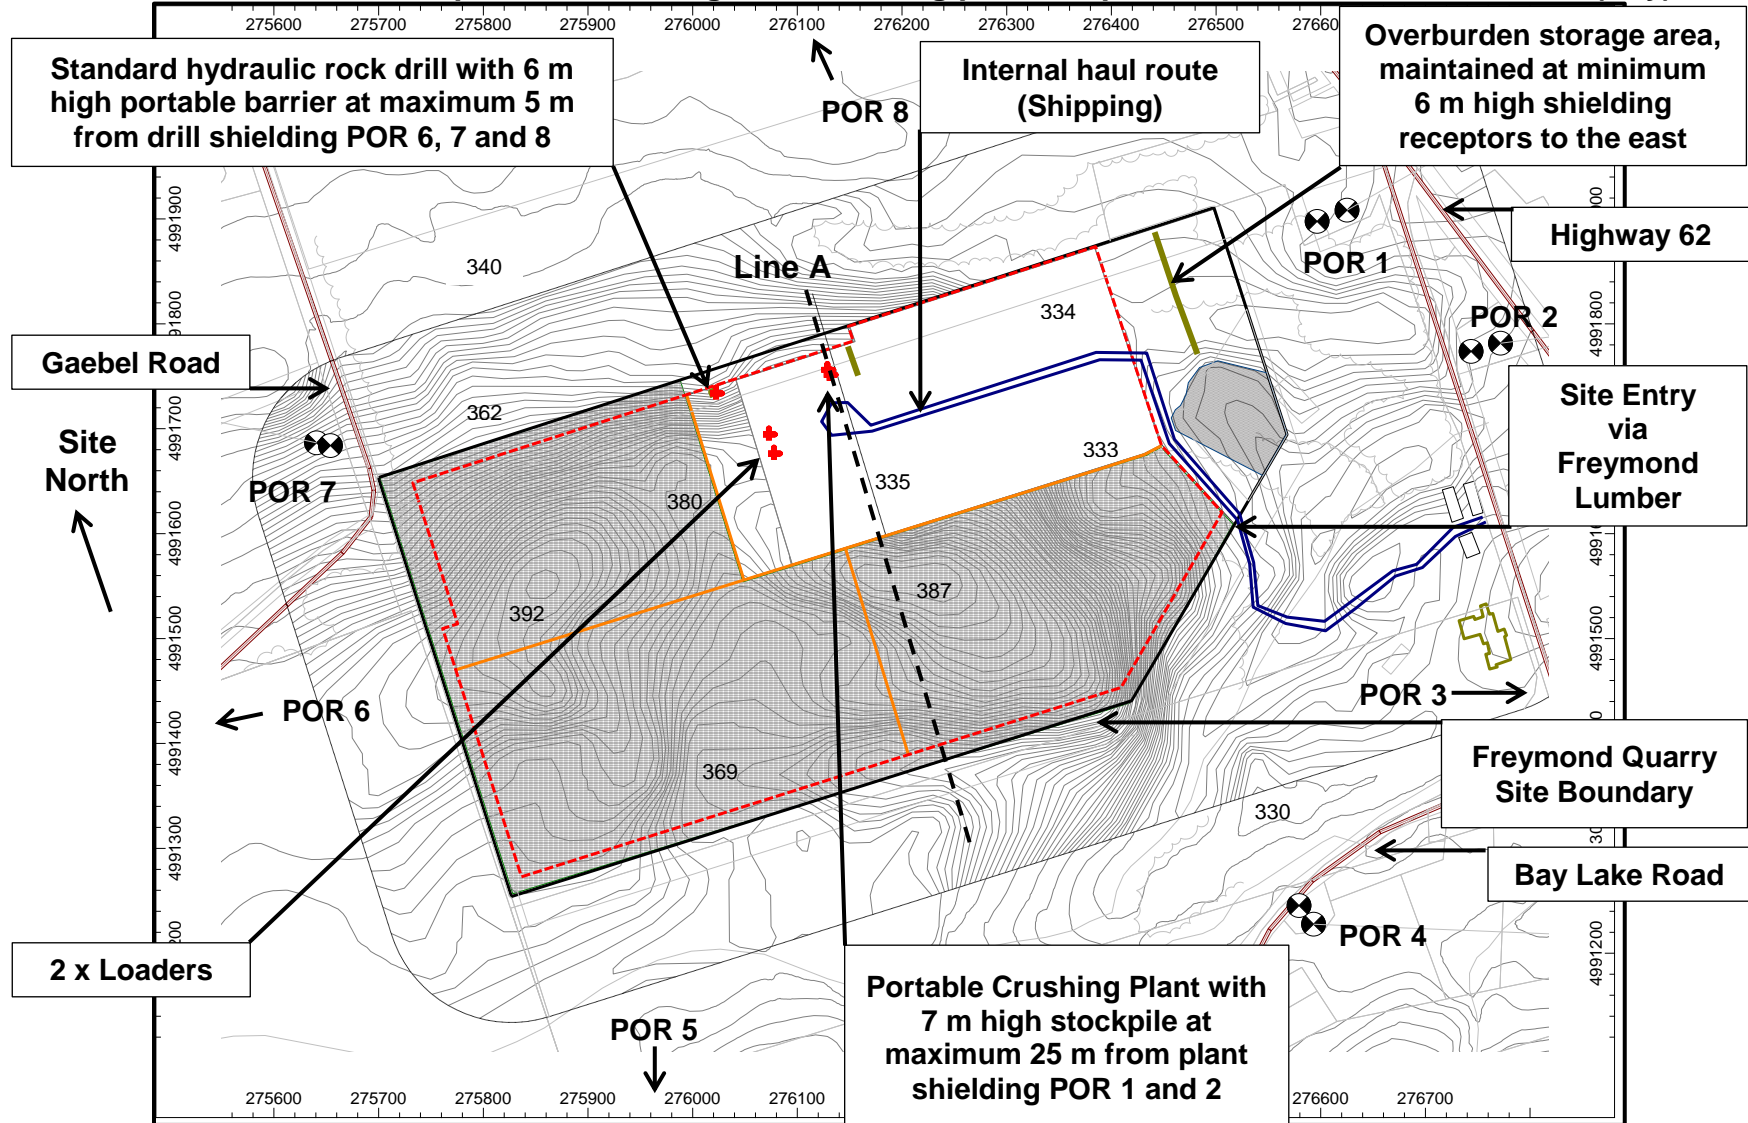 275600 275700 275800 275900 276000 276100 276200 276300 276400 276500
Standard hydraulic rock drill with 6 m
high portable barrier at maximum 5 m
from drill shielding POR 6, 7 and 8
POR 8
Internal haul route
(Shipping)
Overburden storage area,
maintained at minimum
6 m high shielding
receptors to the east
4991900
Highway 62
POR 1
340
Line A
334
4991800
4991800
POR 2
Gaebel Road
362
4991700
4991700
Site Entry
via
Freymond
Lumber
Site
North
333
POR 7
335
380
4991600
387
392
4991500
4991500
POR 3
POR 6
4991400
369
Freymond Quarry
Site Boundary
330
4991300
Bay Lake Road
POR 4
4991200
2 x Loaders
Portable Crushing Plant with
7 m high stockpile at
maximum 25 m from plant
shielding POR 1 and 2
POR 5
275600 275700 275800 275900 276000 276100 276600 276700